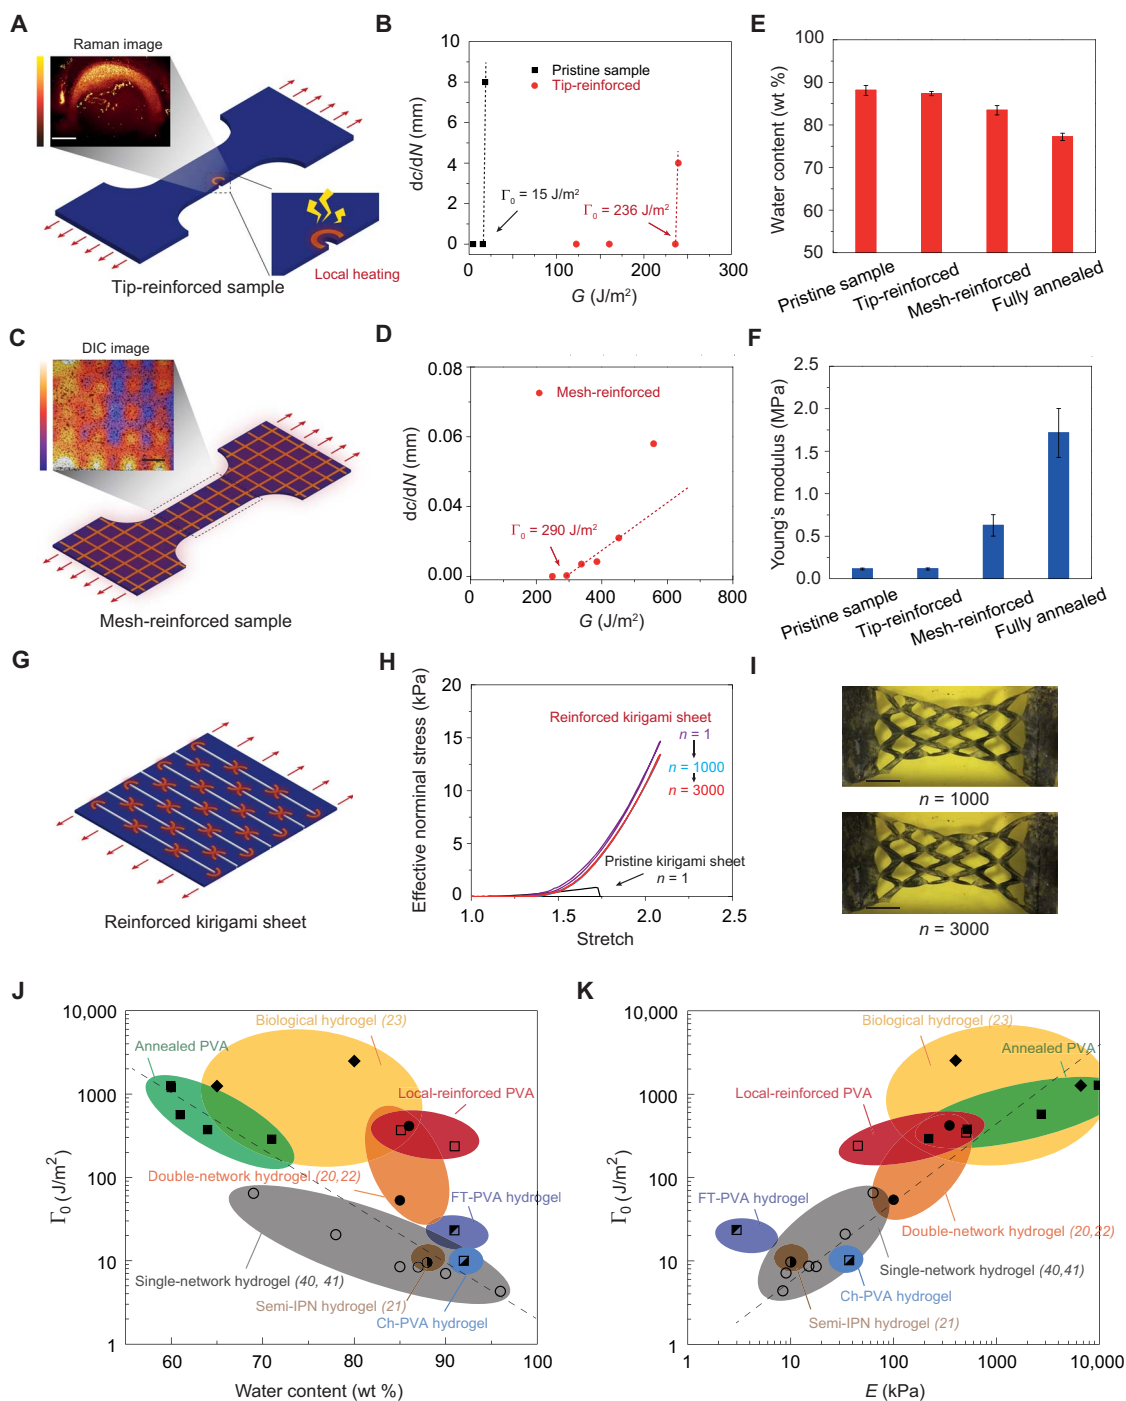 A
Raman image
Local heating
Tip-reinforced sample
B
10
8
6
4
2
0
dc/dN (mm)
Pristine sample
Tip-reinforced
Γ0 = 15 J/m²
Γ0 = 236 J/m²
0 100 200 300
G (J/m²)
E
100
90
80
70
60
50
Water content (wt %)
Pristine sample
Tip-reinforced
Mesh-reinforced
Fully annealed
C
DIC image
Mesh-reinforced sample
D
0.08
0.06
0.04
0.02
0.00
dc/dN (mm)
Mesh-reinforced
Γ0 = 290 J/m²
0 200 400 600 800
G (J/m²)
F
2.5
2.0
1.5
1.0
0.5
0
Young's modulus (MPa)
Pristine sample
Tip-reinforced
Mesh-reinforced
Fully annealed
G
Reinforced kirigami sheet
H
20
15
10
5
0
Effective norminal stress (kPa)
Reinforced kirigami sheet
n = 1
n = 1000
n = 3000
Pristine kirigami sheet
n = 1
1.0 1.5 2.0 2.5
Stretch
I
n = 1000
n = 3000
J
10,000
1000
100
10
1
Γ0 (J/m²)
Biological hydrogel (23)
Annealed PVA
Local-reinforced PVA
Double-network hydrogel (20,22)
FT-PVA hydrogel
Single-network hydrogel (40, 41)
Semi-IPN hydrogel (21)
Ch-PVA hydrogel
60 70 80 90 100
Water content (wt %)
K
10,000
1000
100
10
1
Γ0 (J/m²)
Biological hydrogel (23)
Annealed PVA
Local-reinforced PVA
FT-PVA hydrogel
Double-network hydrogel (20,22)
Single-network hydrogel (40,41)
Ch-PVA hydrogel
Semi-IPN hydrogel (21)
1 10 100 1000 10,000
E (kPa)